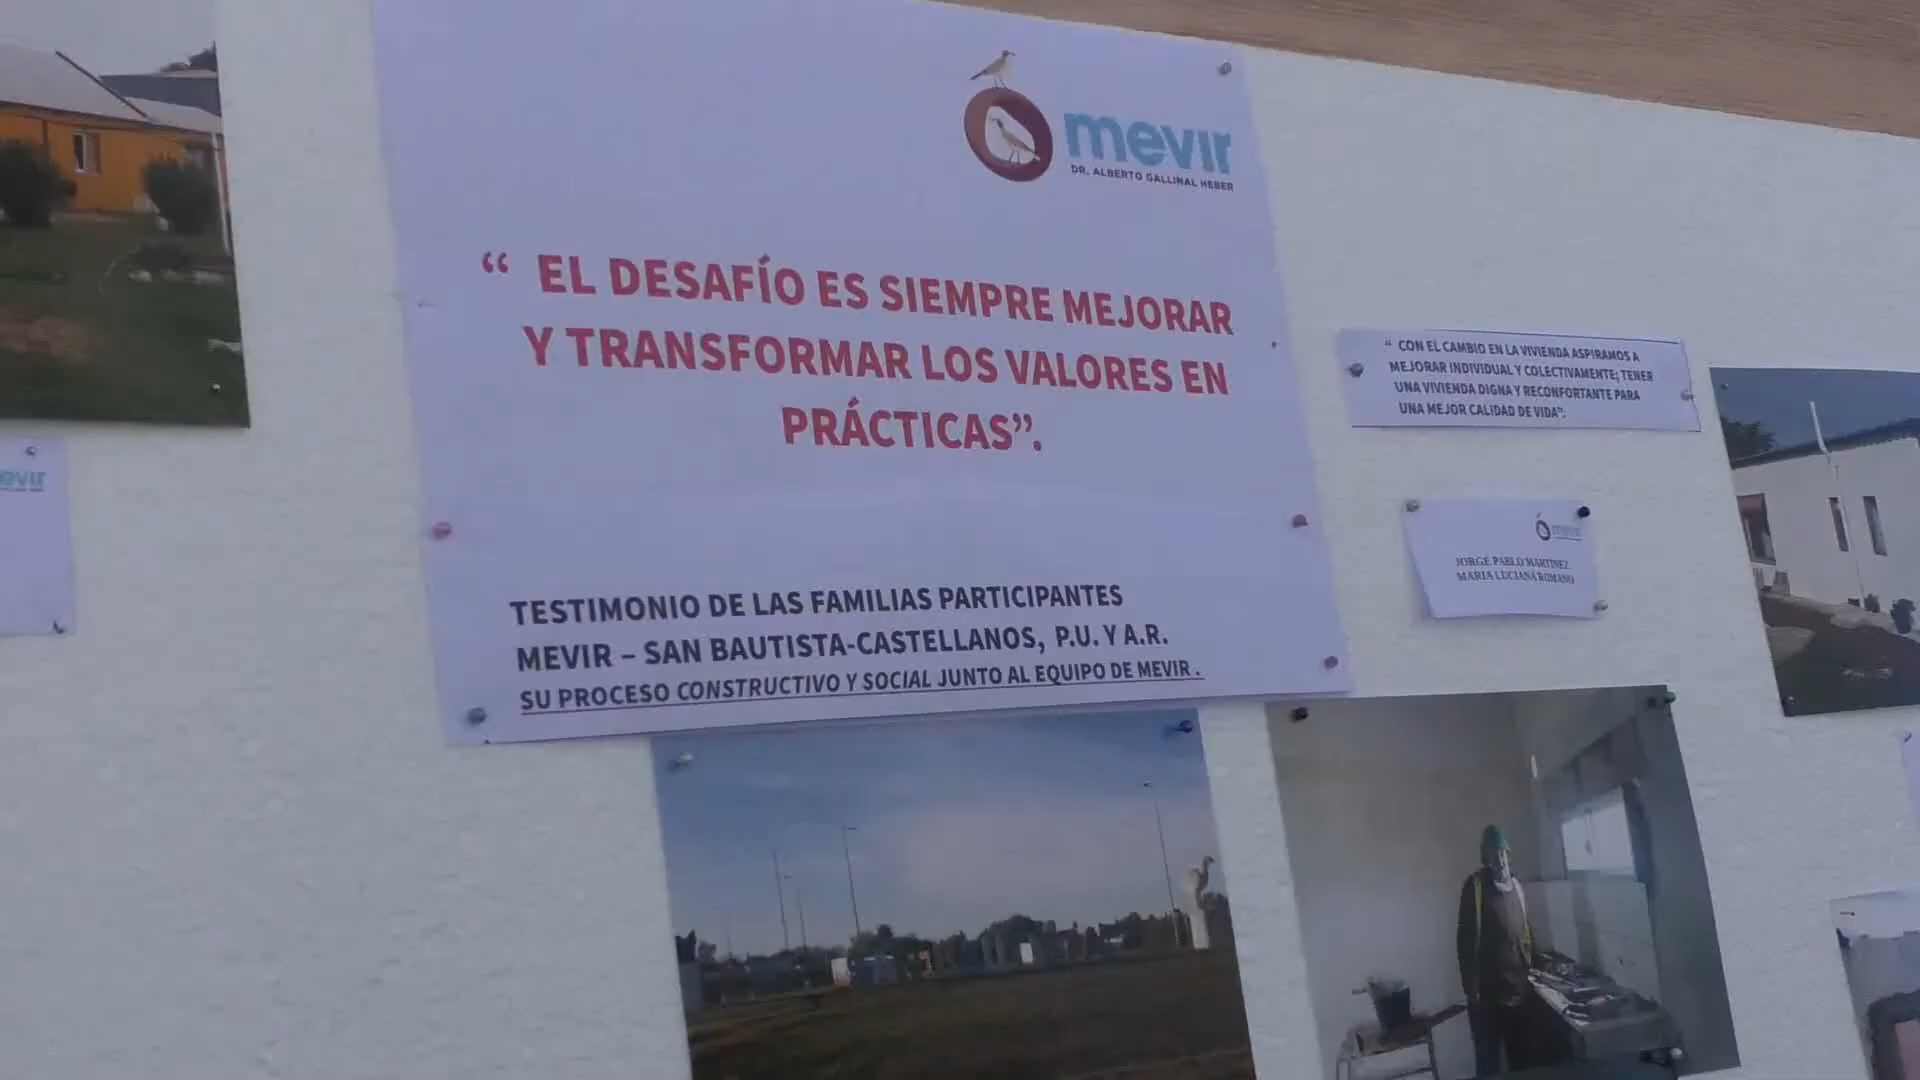 mevir
DR. ALBERTO GALLINAL HEBER
“ EL DESAFÍO ES SIEMPRE MEJORAR
Y TRANSFORMAR LOS VALORES EN
PRÁCTICAS”.
TESTIMONIO DE LAS FAMILIAS PARTICIPANTES
MEVIR – SAN BAUTISTA-CASTELLANOS, P.U. Y A.R.
SU PROCESO CONSTRUCTIVO Y SOCIAL JUNTO AL EQUIPO DE MEVIR.
“ CON EL CAMBIO EN LA VIVIENDA ASPIRAMOS A
MEJORAR INDIVIDUAL Y COLECTIVAMENTE; TENER
UNA VIVIENDA DIGNA Y RECONFORTANTE PARA
UNA MEJOR CALIDAD DE VIDA”.
mevir
JORGE PABLO MARTINEZ
MARIA LUCIANA ROMANO
evir